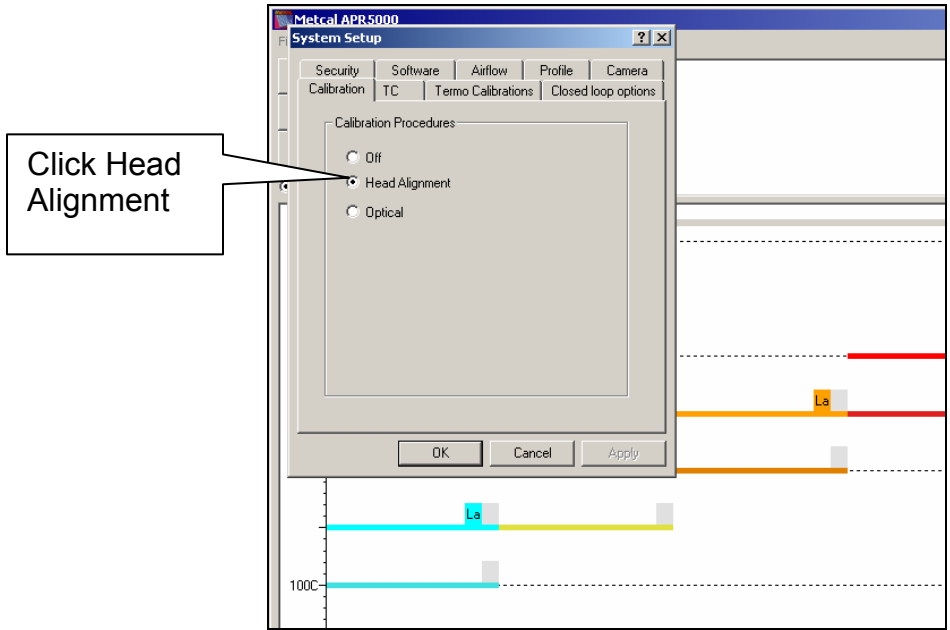 Metcal APR5000
System Setup
Security Software Airflow Profile Camera
Calibration TC Termo Calibrations Closed loop options
Calibration Procedures
Off
Head Alignment
Optical
OK Cancel Apply
Click Head
Alignment
La
La
100C